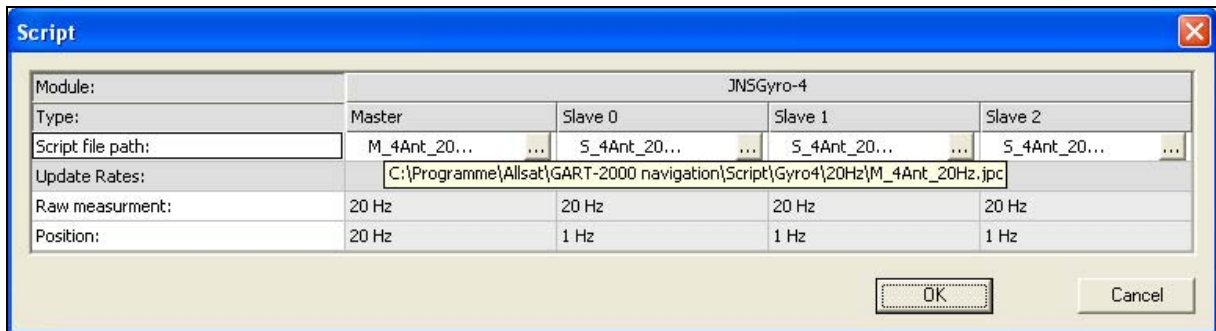 Script
Module: JNSGyro-4
Type: Master Slave 0 Slave 1 Slave 2
Script file path: M_4Ant_20... ... S_4Ant_20... ... S_4Ant_20... ... S_4Ant_20... ...
C:\Programme\Allsat\GART-2000 navigation\Script\Gyro4\20Hz\M_4Ant_20Hz.jpc
Update Rates:
Raw measurment: 20 Hz 20 Hz 20 Hz 20 Hz
Position: 20 Hz 1 Hz 1 Hz 1 Hz
OK Cancel